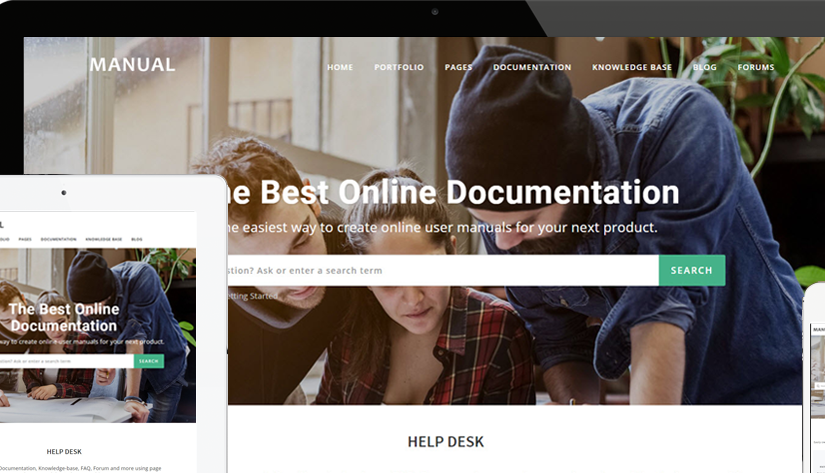 MANUAL
HOME PORTFOLIO PAGES DOCUMENTATION KNOWLEDGE BASE BLOG FORUMS
he Best Online Documentation
he easiest way to create online user manuals for your next product.
stion? Ask or enter a search term SEARCH
etting Started
HELP DESK
L
OLIO PAGES DOCUMENTATION KNOWLEDGE BASE BLOG
The Best Online
Documentation
way to create online user manuals for your next product.
stion? Ask or enter a search term SEARCH
HELP DESK
Documentation, Knowledge-base, FAQ, Forum and more using page
MAN